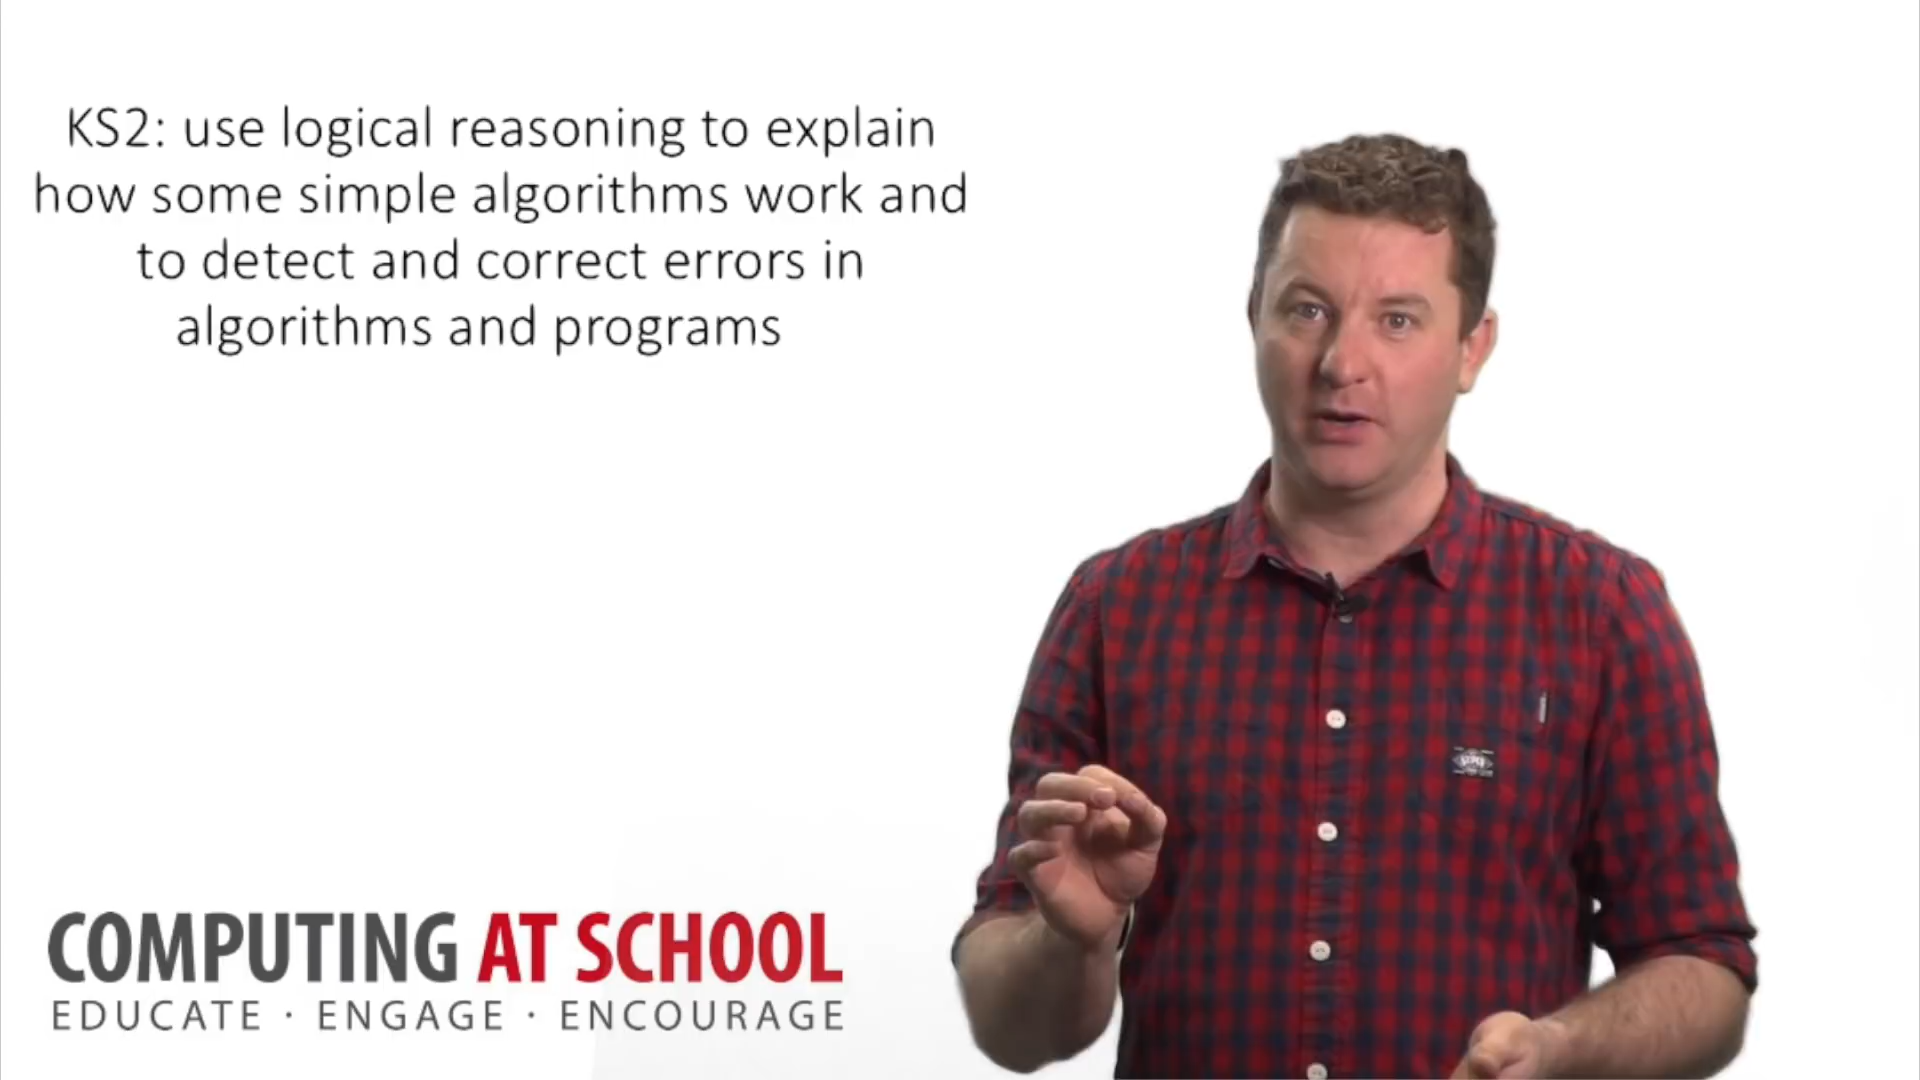 KS2: use logical reasoning to explain
how some simple algorithms work and
to detect and correct errors in
algorithms and programs
COMPUTING AT SCHOOL
EDUCATE · ENGAGE · ENCOURAGE